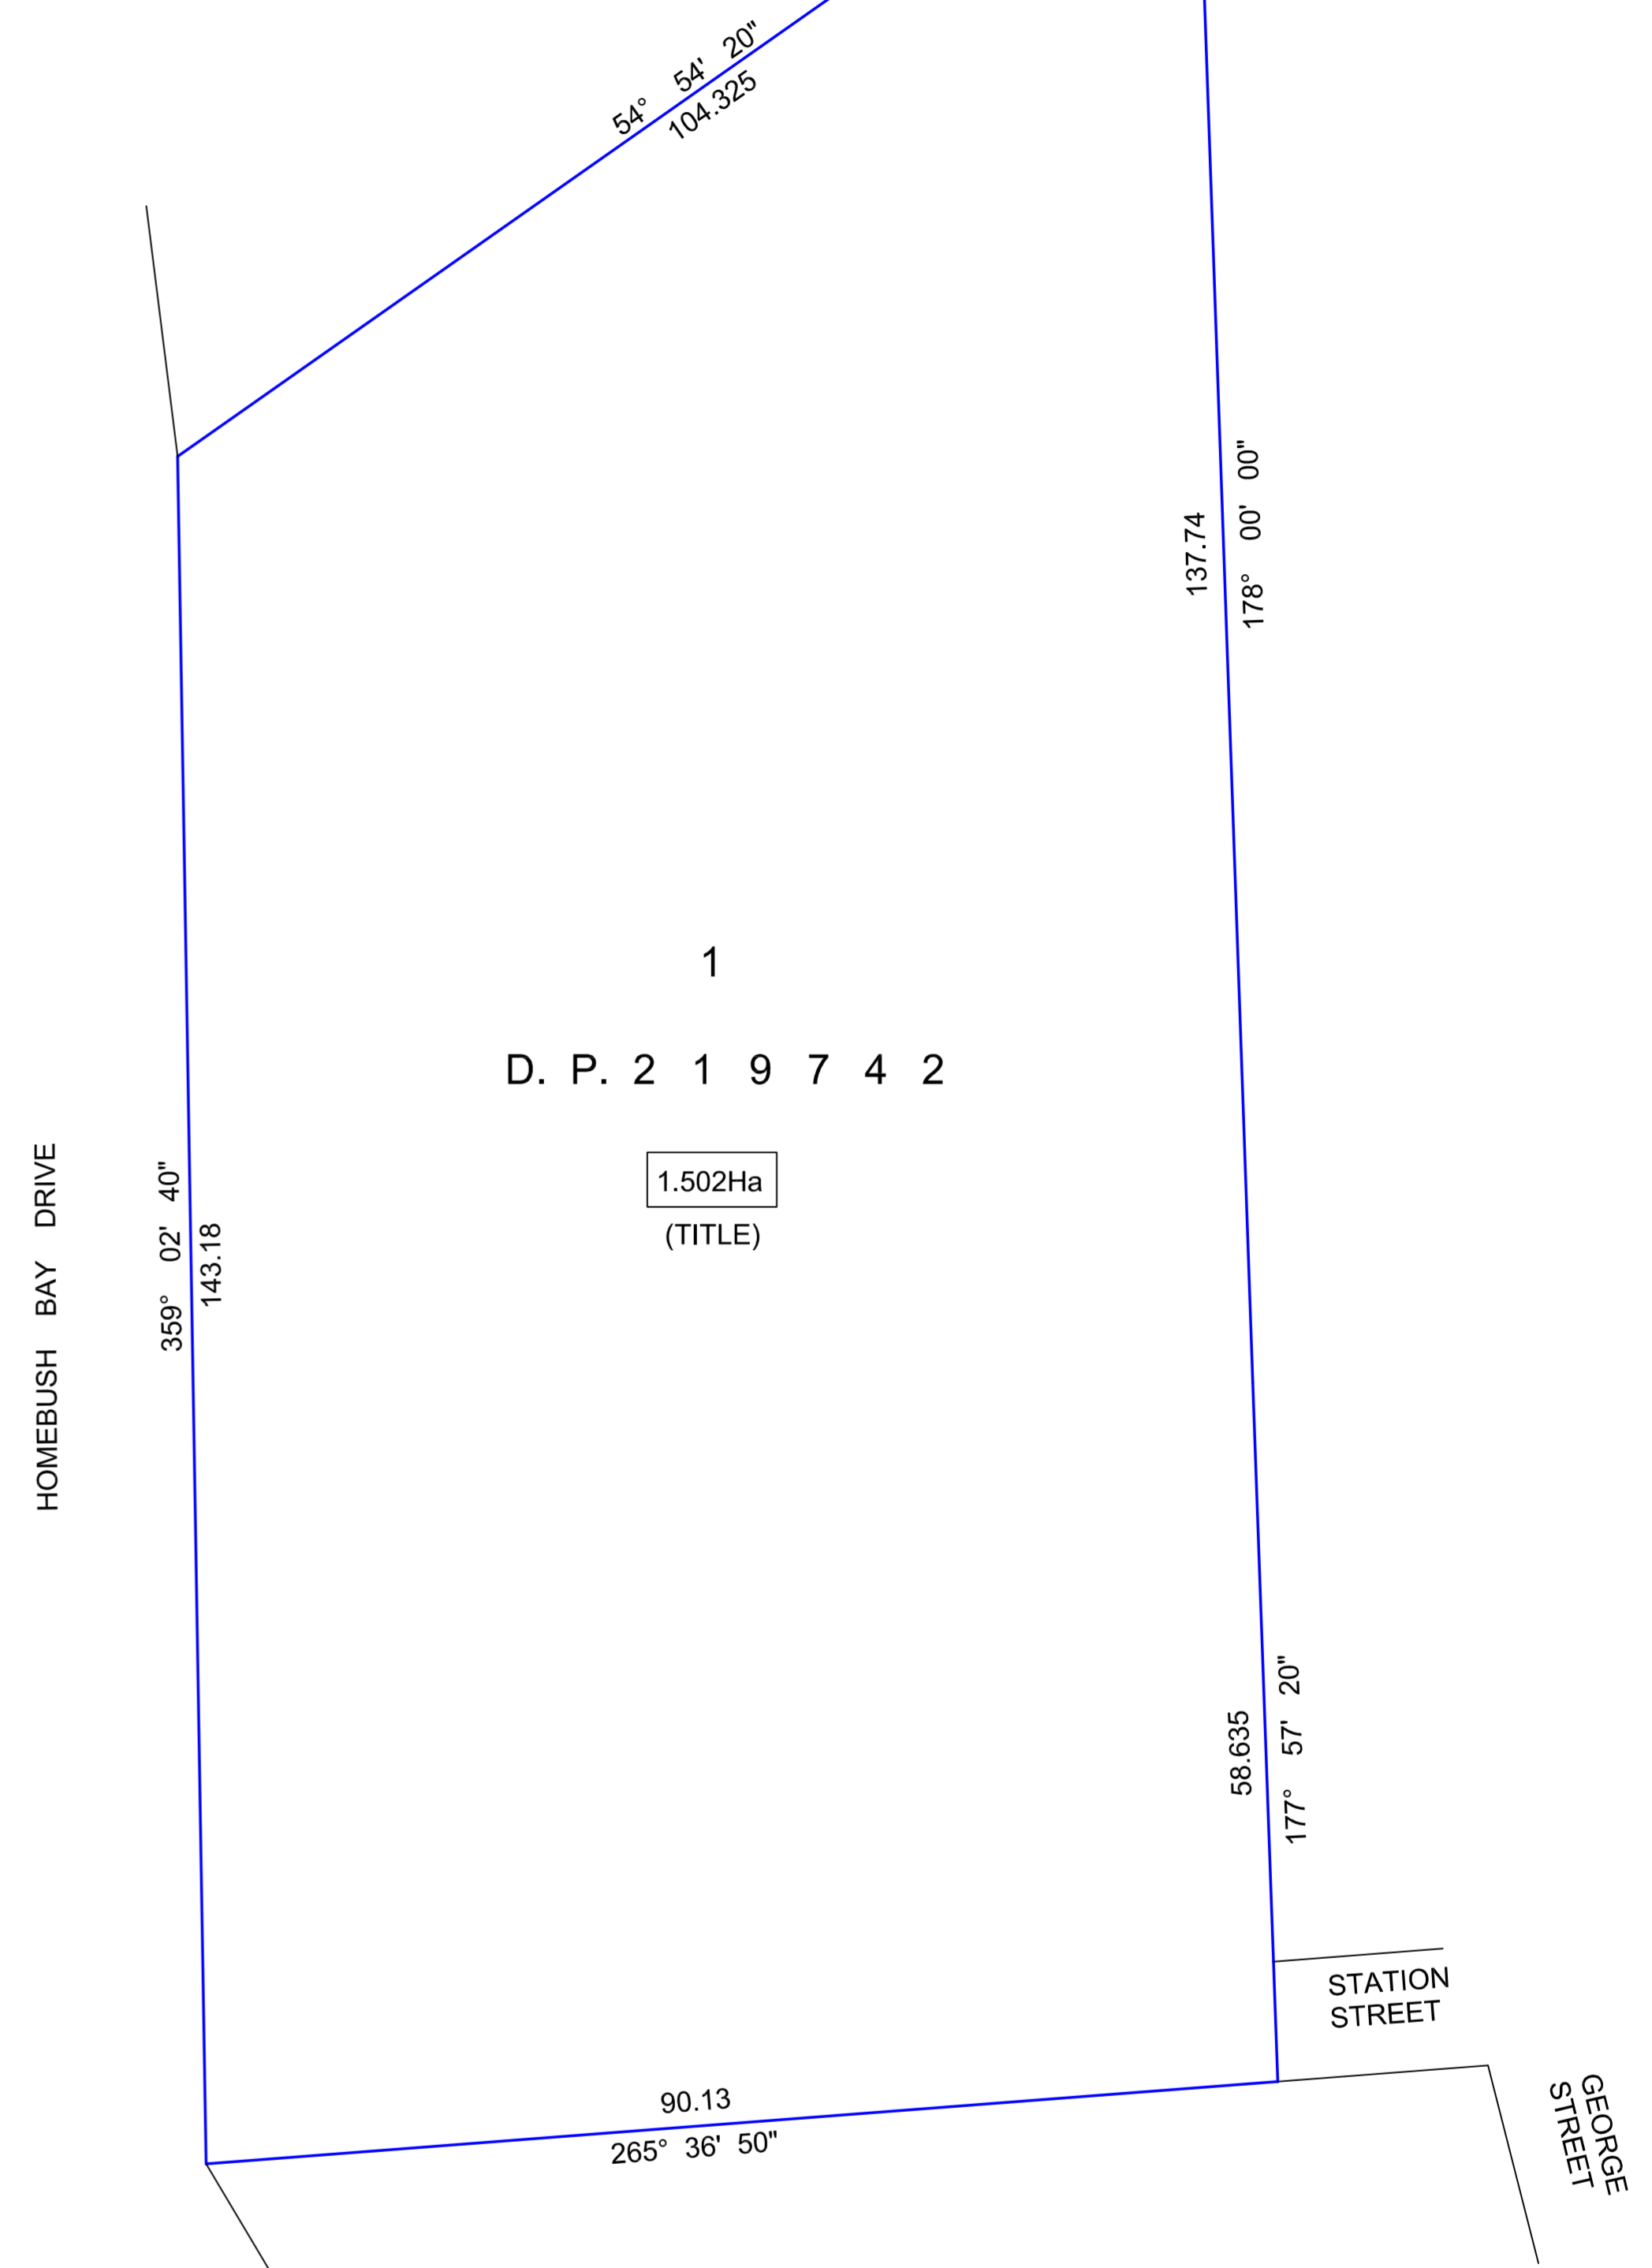 54° 54' 20"
104.325
137.74
178° 00' 00"
1
D. P. 2 1 9 7 4 2
1.502Ha
(TITLE)
HOMEBUSH BAY DRIVE
359° 02' 40"
143.18
58.635
177° 57' 20"
STATION
STREET
90.13
265° 36' 50"
GEORGE
STREET